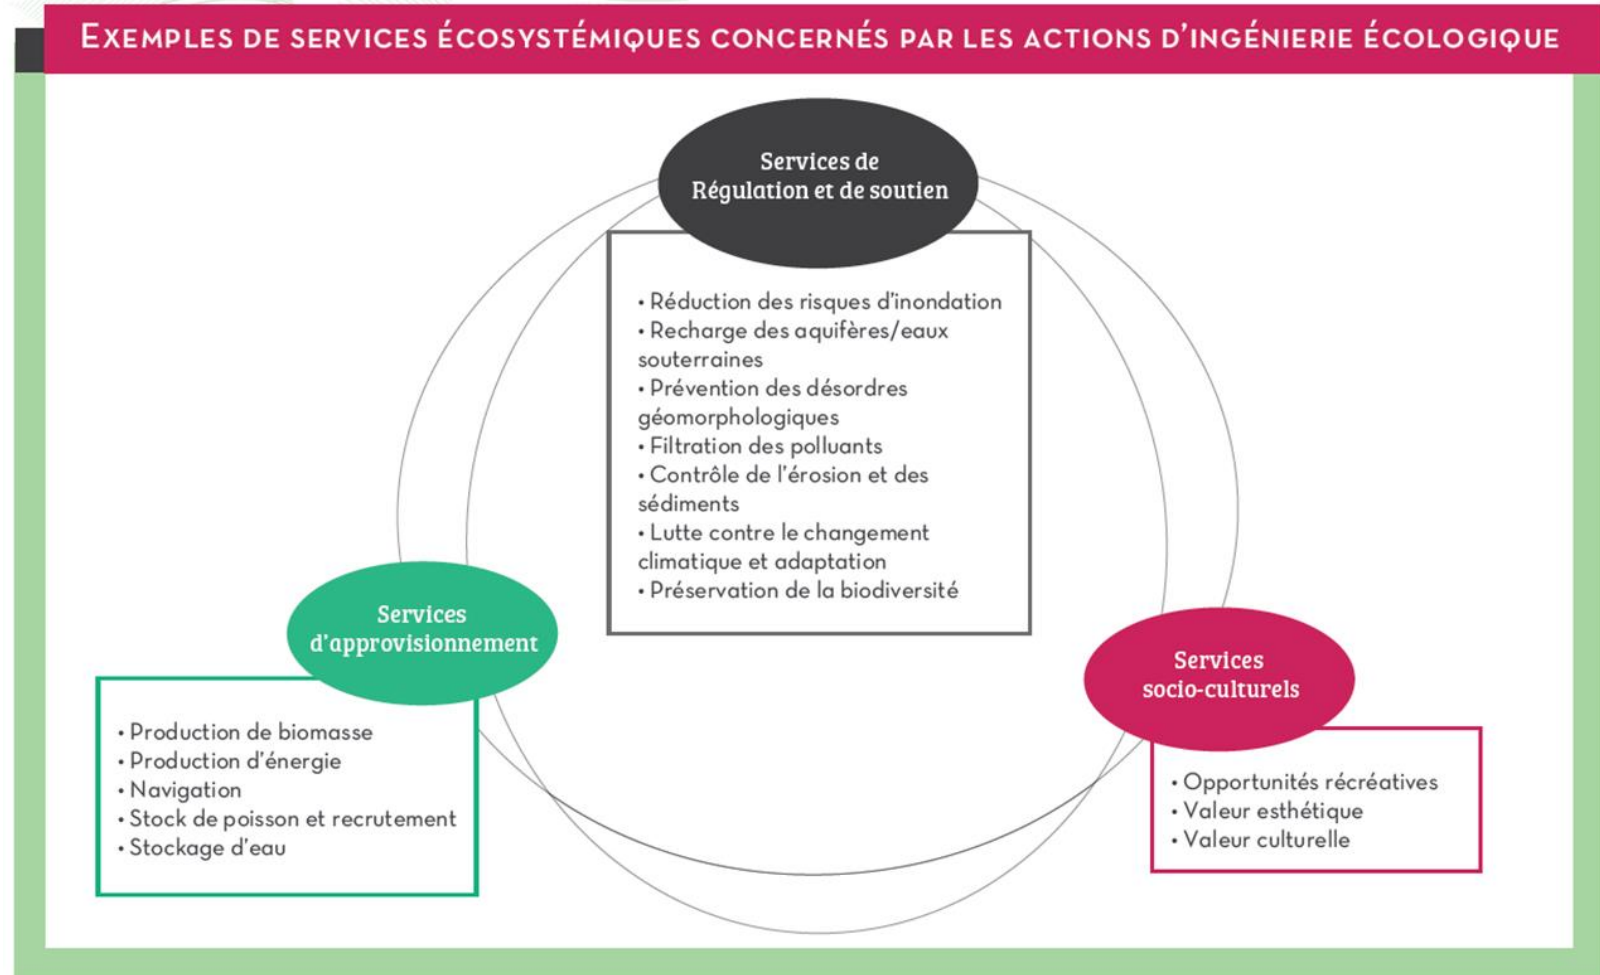 EXEMPLES DE SERVICES ÉCOSYSTÉMIQUES CONCERNÉS PAR LES ACTIONS D'INGÉNIERIE ÉCOLOGIQUE
Services de
Régulation et de soutien
• Réduction des risques d'inondation
• Recharge des aquifères/eaux
souterraines
• Prévention des désordres
géomorphologiques
• Filtration des polluants
• Contrôle de l'érosion et des
sédiments
• Lutte contre le changement
climatique et adaptation
• Préservation de la biodiversité
Services
d'approvisionnement
• Production de biomasse
• Production d'énergie
• Navigation
• Stock de poisson et recrutement
• Stockage d'eau
Services
socio-culturels
• Opportunités récréatives
• Valeur esthétique
• Valeur culturelle